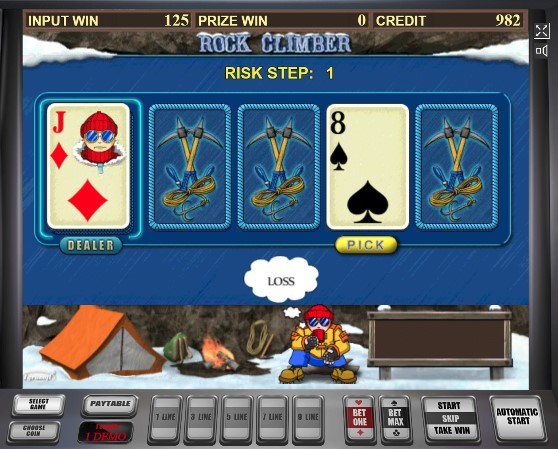 INPUT WIN 125 PRIZE WIN 0 CREDIT 982
ROCK CLIMBER
RISK STEP: 1
J
8
DEALER
PICK
LOSS
SELECT GAME
CHOOSE COIN
PAYTABLE
1 DEMO
1 LINE
3 LINE
5 LINE
7 LINE
9 LINE
BET ONE
BET MAX
START
SKIP
TAKE WIN
AUTOMATIC START